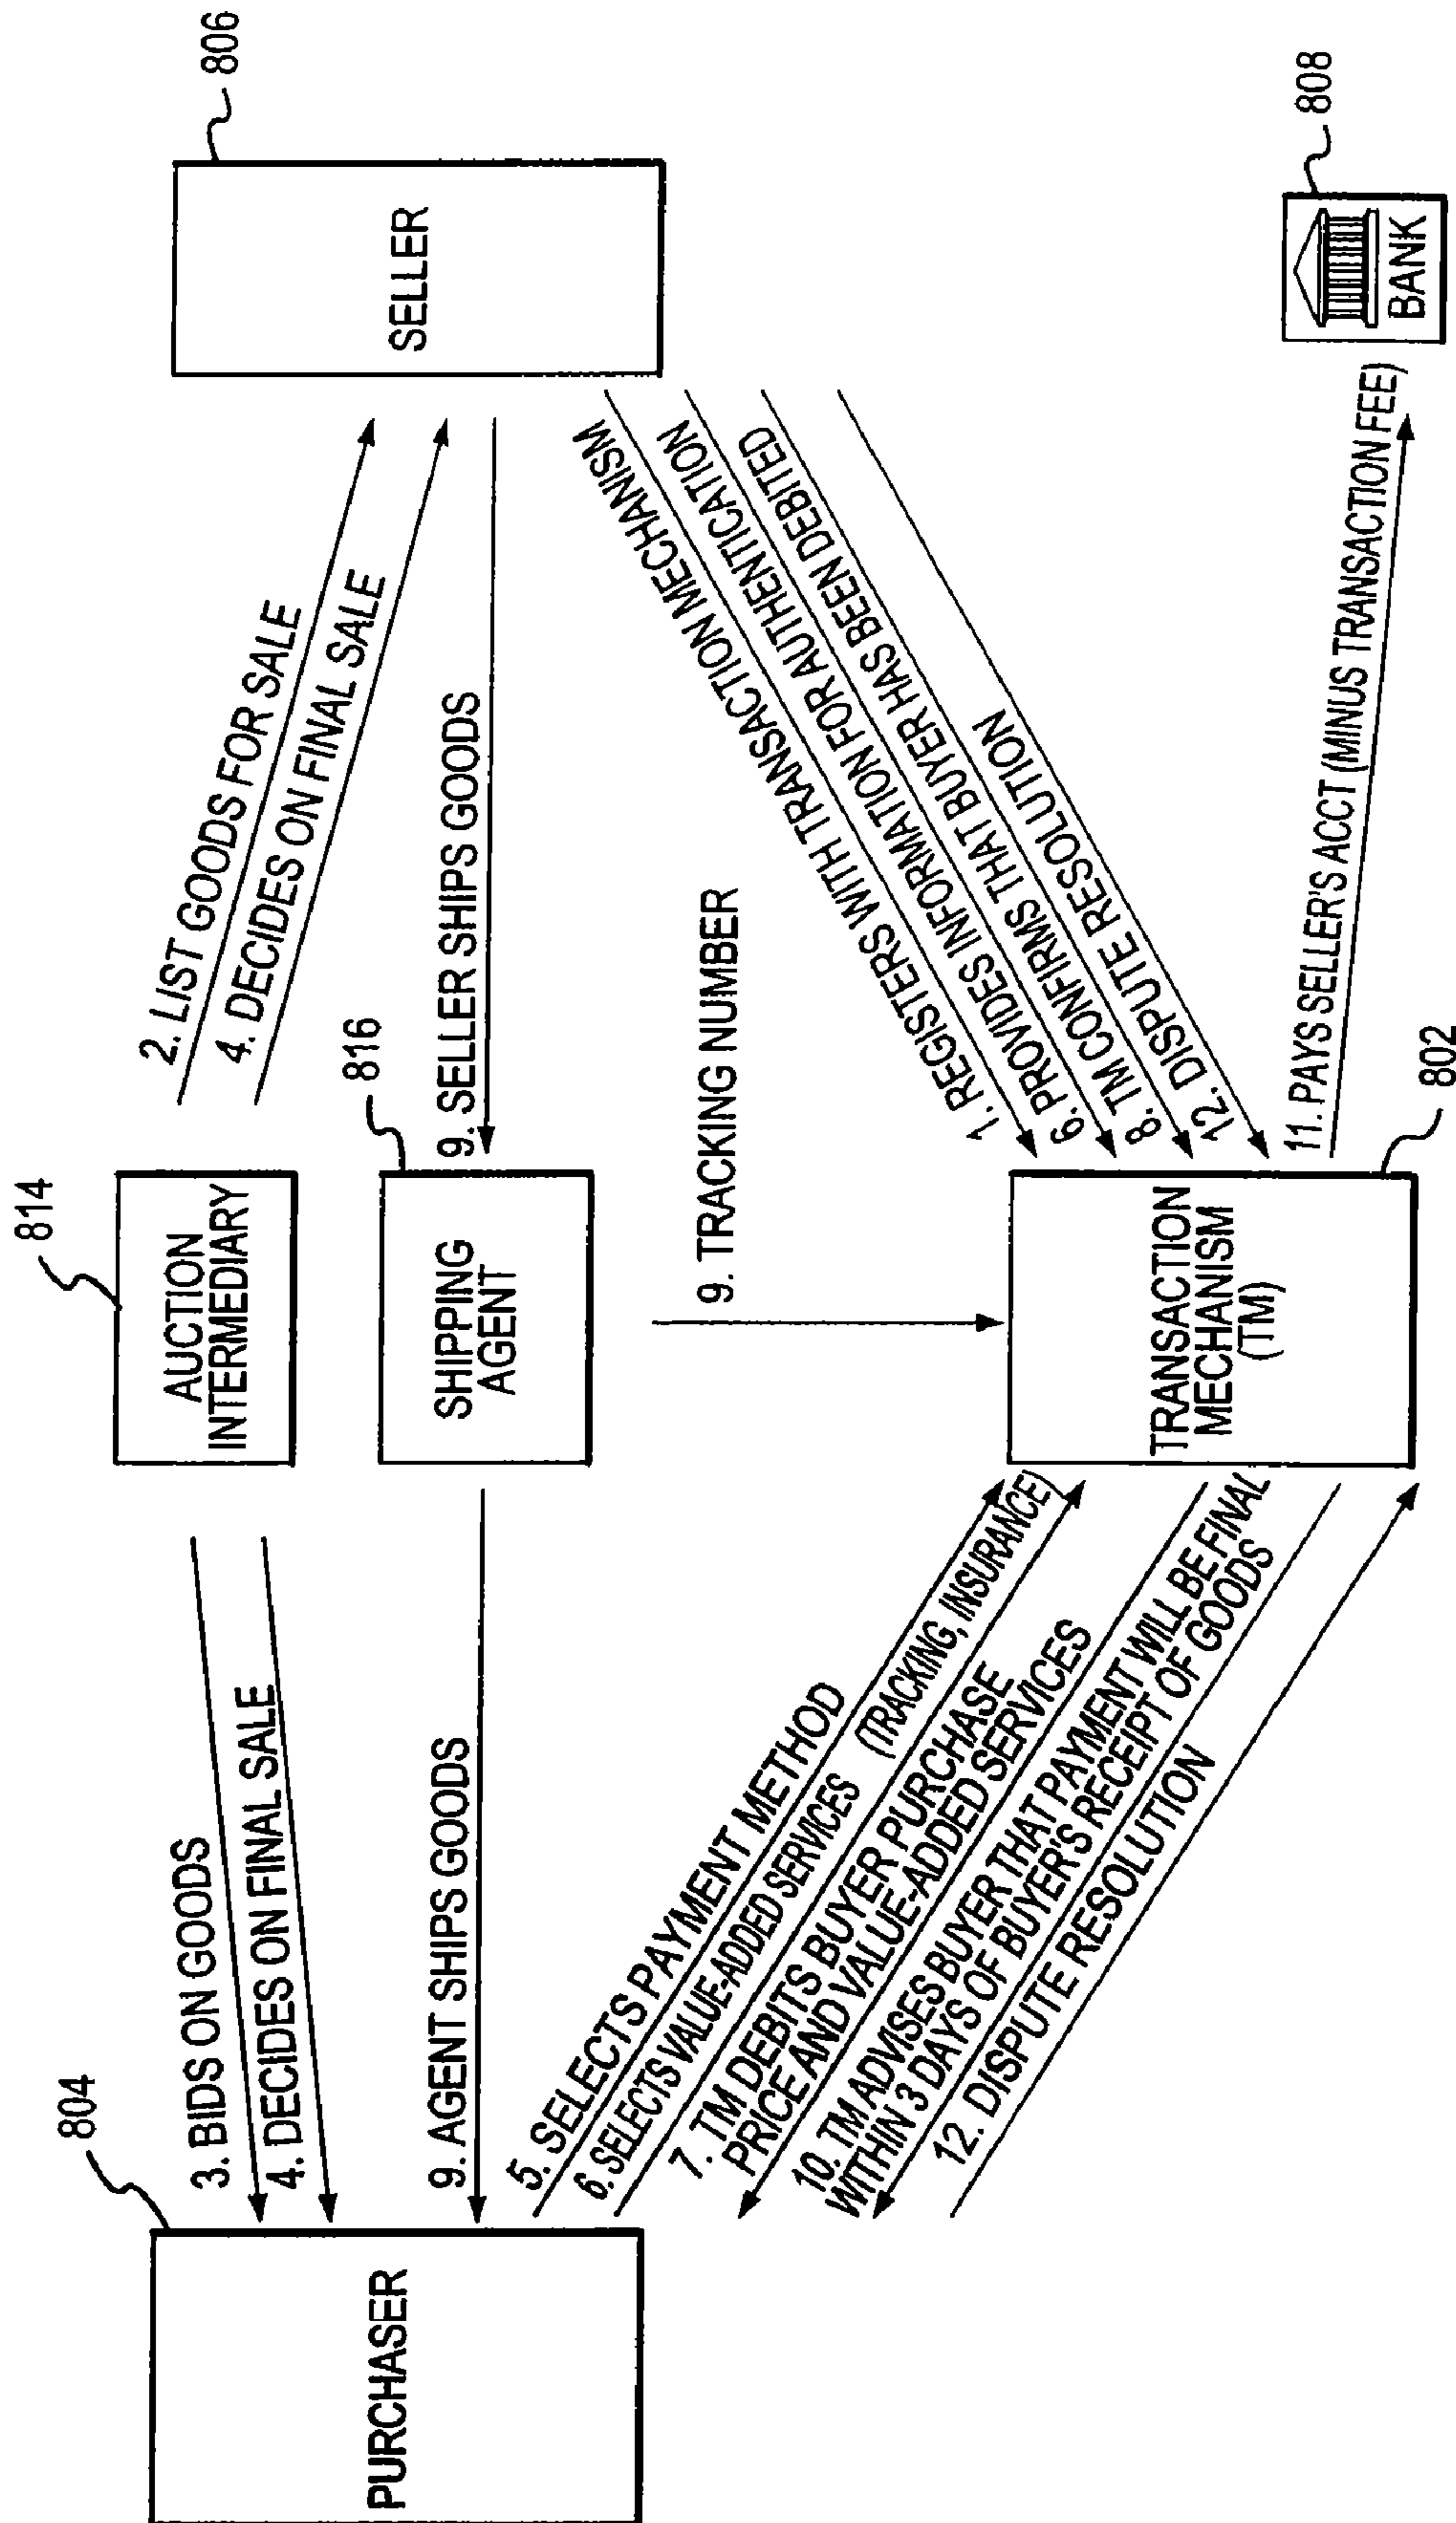 814
AUCTION
INTERMEDIARY
804
PURCHASER
806
SELLER
3. BIDS ON GOODS
4. DECIDES ON FINAL SALE
2. LIST GOODS FOR SALE
4. DECIDES ON FINAL SALE
816
SHIPPING
AGENT
9. AGENT SHIPS GOODS
9. SELLER SHIPS GOODS
9. TRACKING NUMBER
5. SELECTS PAYMENT METHOD
6. SELECTS VALUE-ADDED SERVICES (TRACKING, INSURANCE)
7. TM DEBITS BUYER PURCHASE
PRICE AND VALUE-ADDED SERVICES
10. TM ADVISES BUYER THAT PAYMENT WILL BE FINAL
WITHIN 3 DAYS OF BUYER'S RECEIPT OF GOODS
12. DISPUTE RESOLUTION
1. REGISTERS WITH TRANSACTION MECHANISM
6. PROVIDES INFORMATION FOR AUTHENTICATION
8. TM CONFIRMS THAT BUYER HAS BEEN DEBITED
12. DISPUTE RESOLUTION
TRANSACTION
MECHANISM
(TM)
802
11. PAYS SELLER'S ACCT (MINUS TRANSACTION FEE)
808
BANK